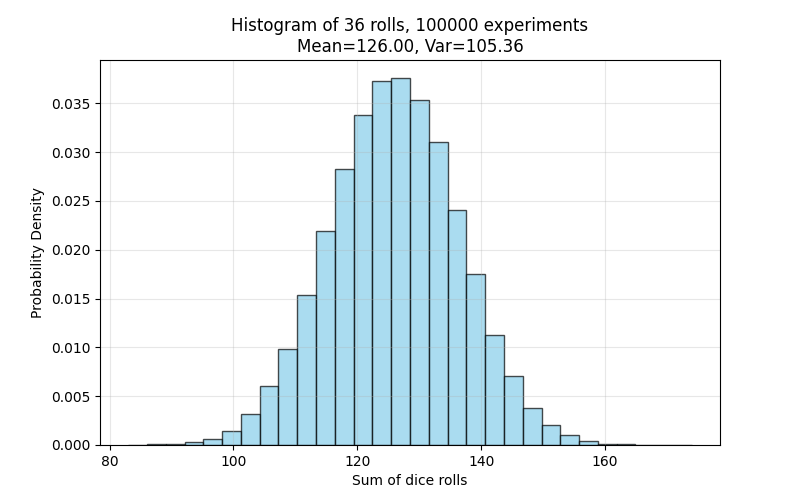 Histogram of 36 rolls, 100000 experiments
Mean=126.00, Var=105.36
Probability Density
0.035
0.030
0.025
0.020
0.015
0.010
0.005
0.000
80 100 120 140 160
Sum of dice rolls